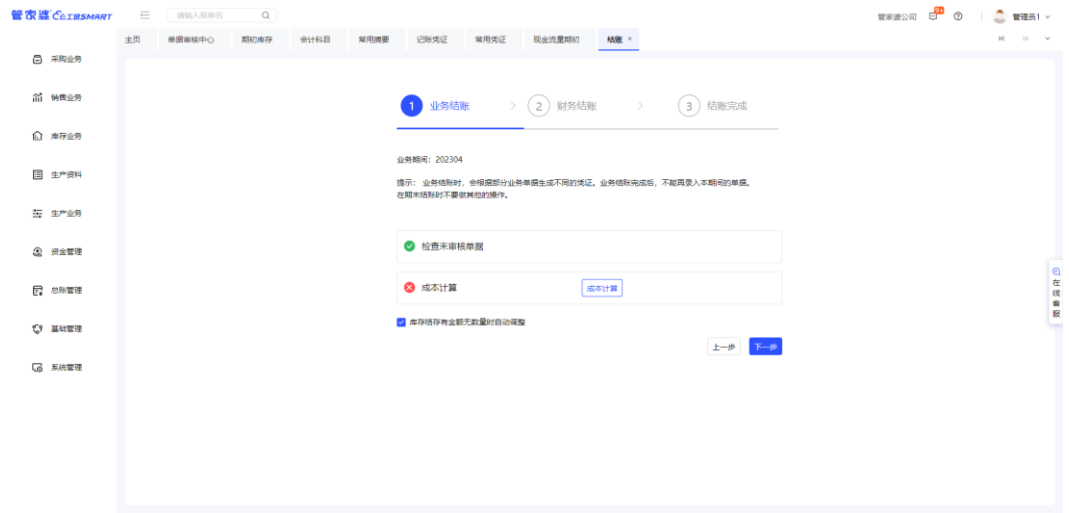 管家婆 云工贸SMART
请输入菜单名
管家婆公司
管理员1
主页 单据审核中心 期初库存 会计科目 常用摘要 记账凭证 常用凭证 现金流量期初 结账 ×
采购业务
销售业务
库存业务
生产资料
生产业务
资金管理
总账管理
基础管理
系统管理
1 业务结账 > 2 财务结账 > 3 结账完成
业务期间：202304
提示： 业务结账时，会根据部分业务单据生成不同的凭证。业务结账完成后，不能再录入本期间的单据。
在期末结账时不要做其他的操作。
检查未审核单据
成本计算 成本计算
库存结存有金额无数量时自动调整
上一步 下一步
在线客服